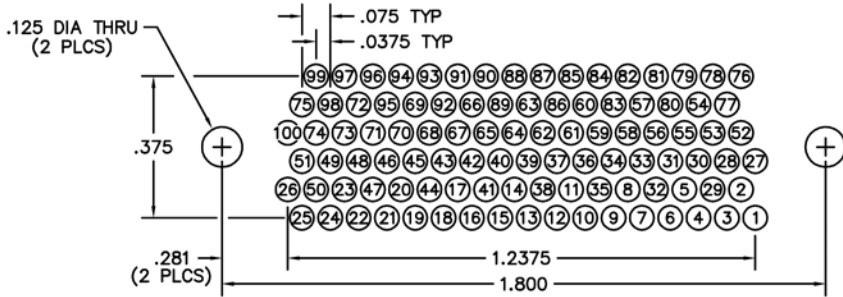 .075 TYP
.125 DIA THRU
(2 PLCS)
.0375 TYP
99 97 96 94 93 91 90 88 87 85 84 82 81 79 78 76
75 98 72 95 69 92 66 89 63 86 60 83 57 80 54 77
100 74 73 71 70 68 67 65 64 62 61 59 58 56 55 53 52
.375
51 49 48 46 45 43 42 40 39 37 36 34 33 31 30 28 27
26 50 23 47 20 44 17 41 14 38 11 35 8 32 5 29 2
25 24 22 21 19 18 16 15 13 12 10 9 7 6 4 3 1
.281
(2 PLCS)
1.2375
1.800